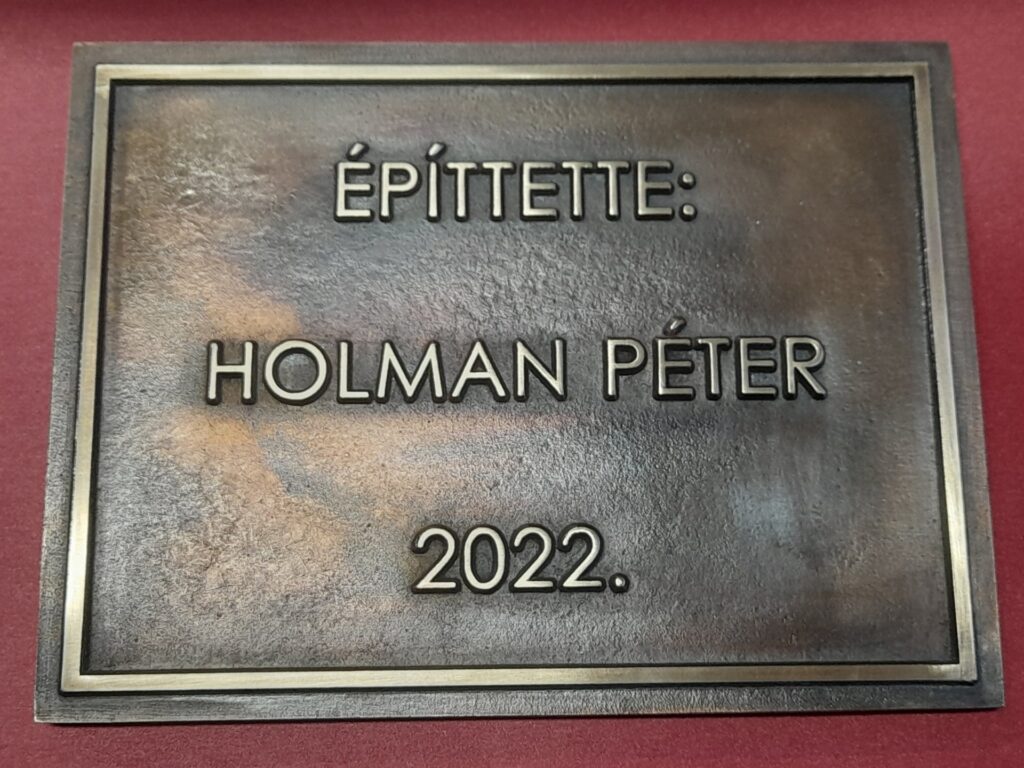 ÉPÍTTETTE:
HOLMAN PÉTER
2022.